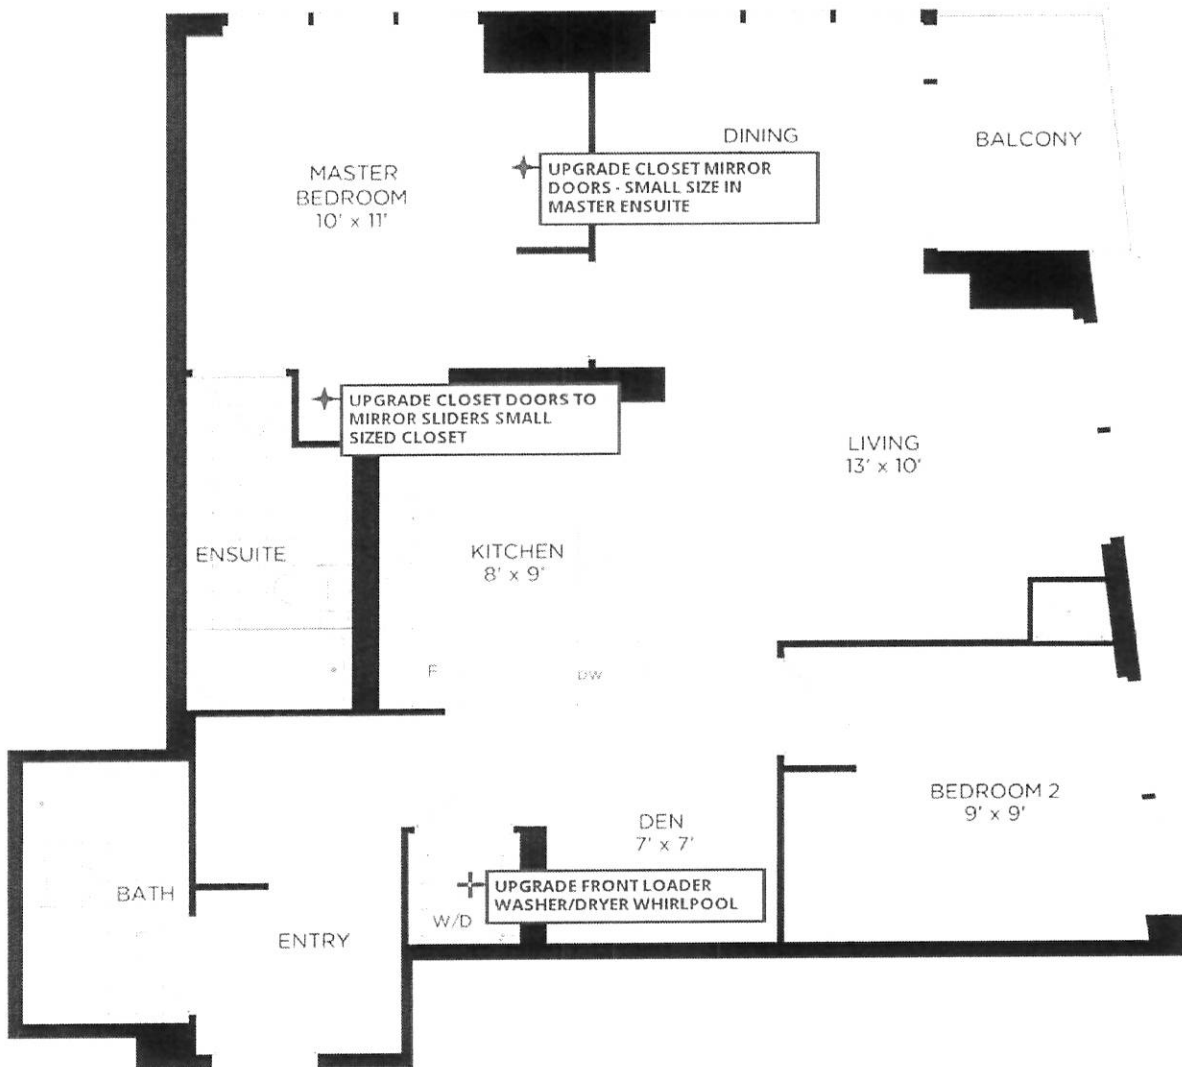 DINING
BALCONY
MASTER
BEDROOM
10' x 11'
UPGRADE CLOSET MIRROR
DOORS - SMALL SIZE IN
MASTER ENSUITE
UPGRADE CLOSET DOORS TO
MIRROR SLIDERS SMALL
SIZED CLOSET
LIVING
13' x 10'
ENSUITE
KITCHEN
8' x 9'
F
DW
BEDROOM 2
9' x 9'
DEN
7' x 7'
UPGRADE FRONT LOADER
WASHER/DRYER WHIRLPOOL
BATH
W/D
ENTRY